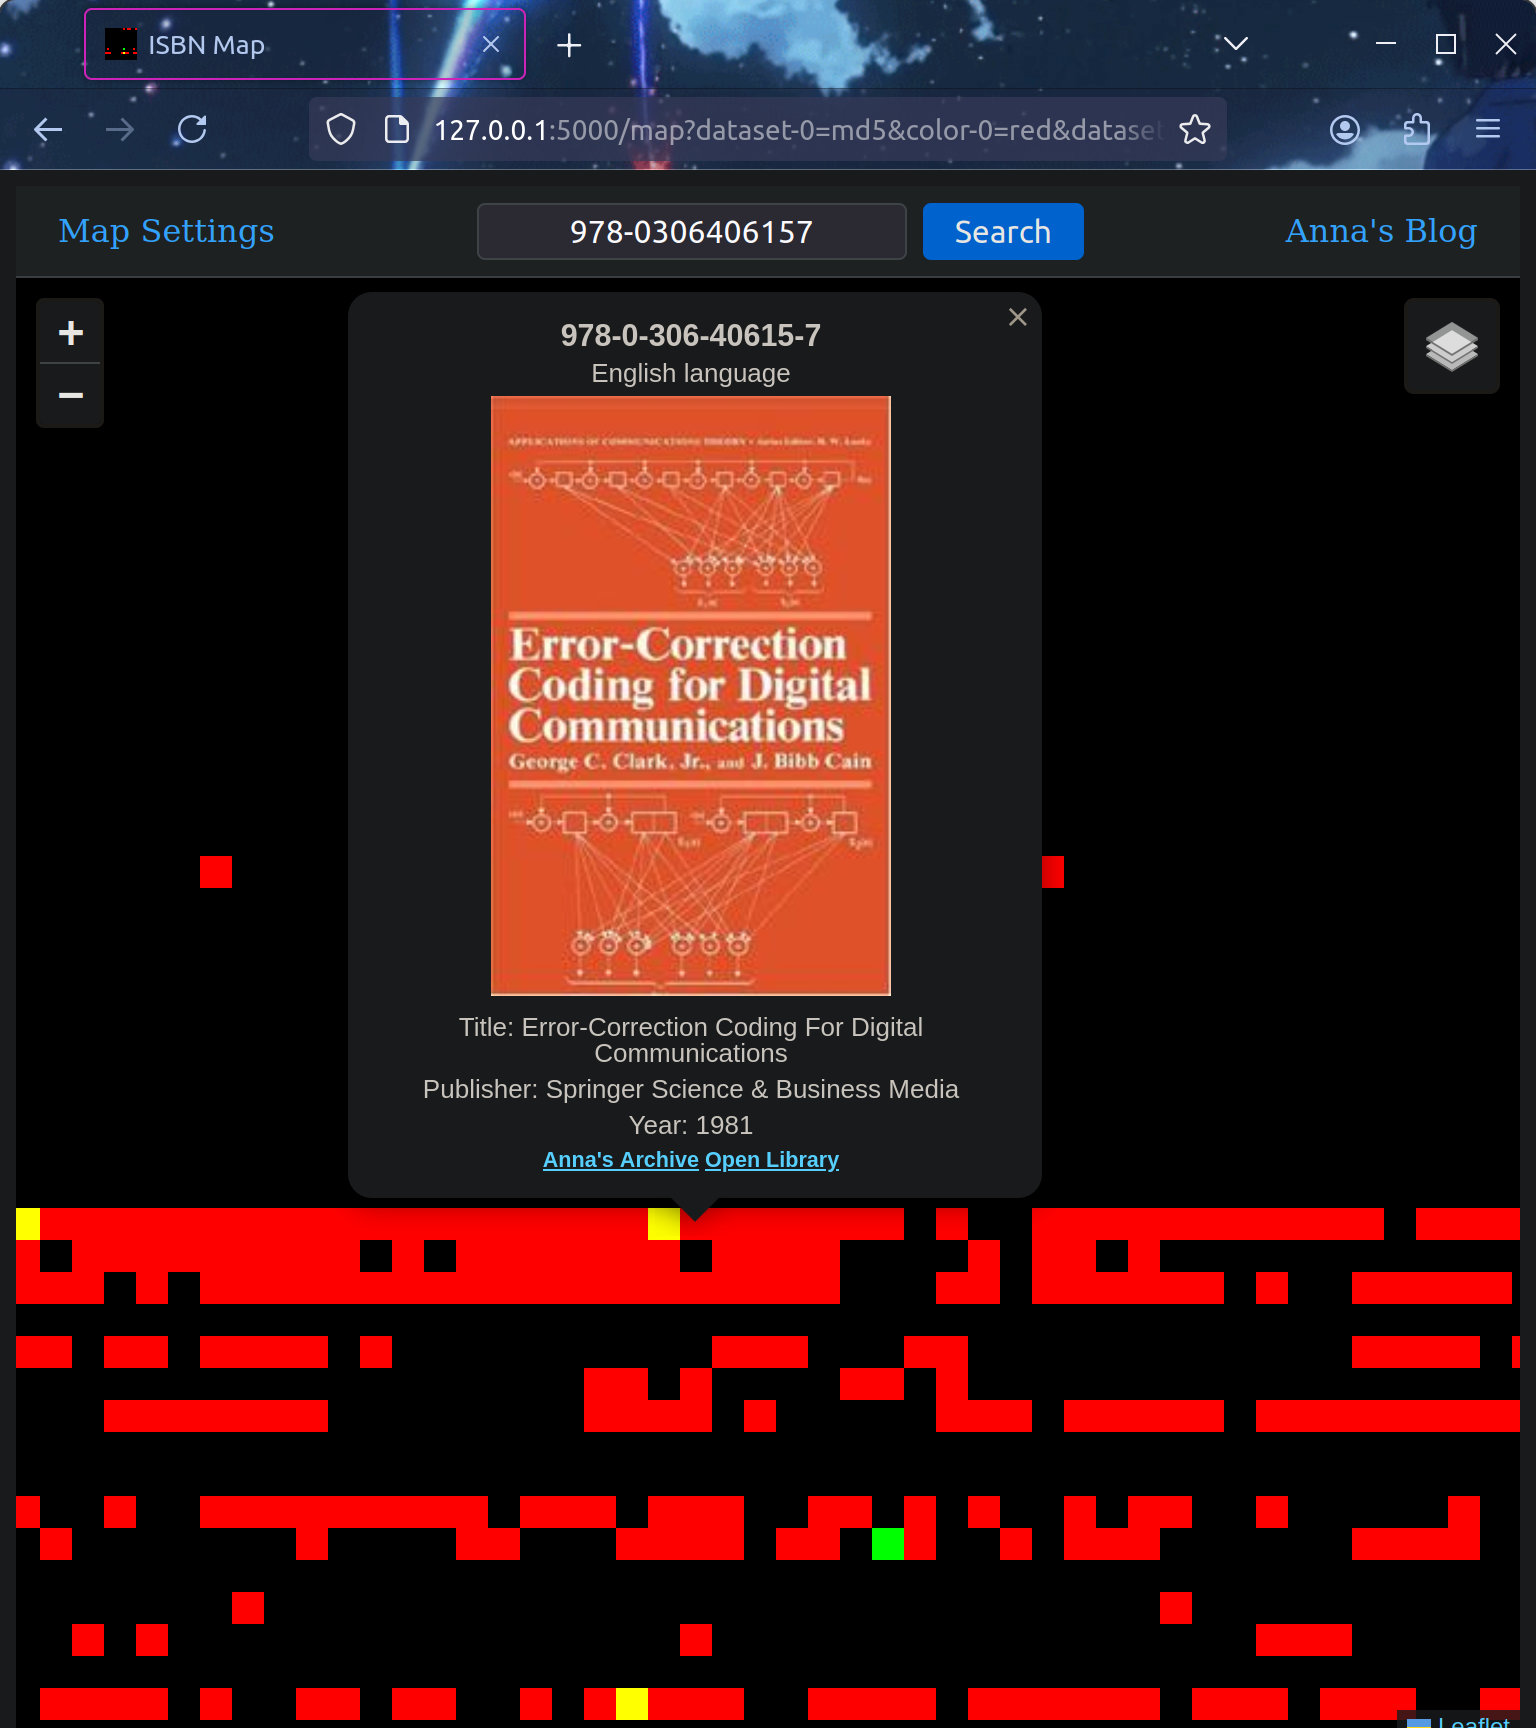 ISBN Map
127.0.0.1:5000/map?dataset-0=md5&color-0=red&dataset
Map Settings
978-0306406157
Search
Anna's Blog
+
−
978-0-306-40615-7
English language
APPLICATIONS OF COMMUNICATIONS THEORY • Series Editor: R. W. Lucky
Error-Correction
Coding for Digital
Communications
George C. Clark, Jr., and J. Bibb Cain
Title: Error-Correction Coding For Digital
Communications
Publisher: Springer Science & Business Media
Year: 1981
Anna's Archive Open Library
Leaflet